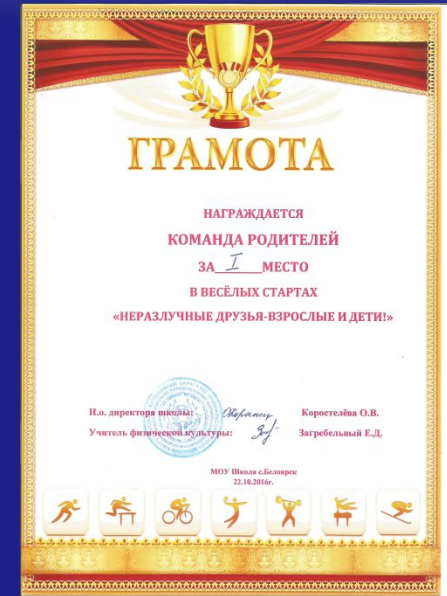 ГРАМОТА
НАГРАЖДАЕТСЯ
КОМАНДА РОДИТЕЛЕЙ
ЗА I МЕСТО
В ВЕСЁЛЫХ СТАРТАХ
«НЕРАЗЛУЧНЫЕ ДРУЗЬЯ-ВЗРОСЛЫЕ И ДЕТИ!»
И.о. директора школы: Коростелёва О.В.
Учитель физической культуры: Загребельный Е.Д.
МОУ Школа с.Белоярск
22.10.2016г.